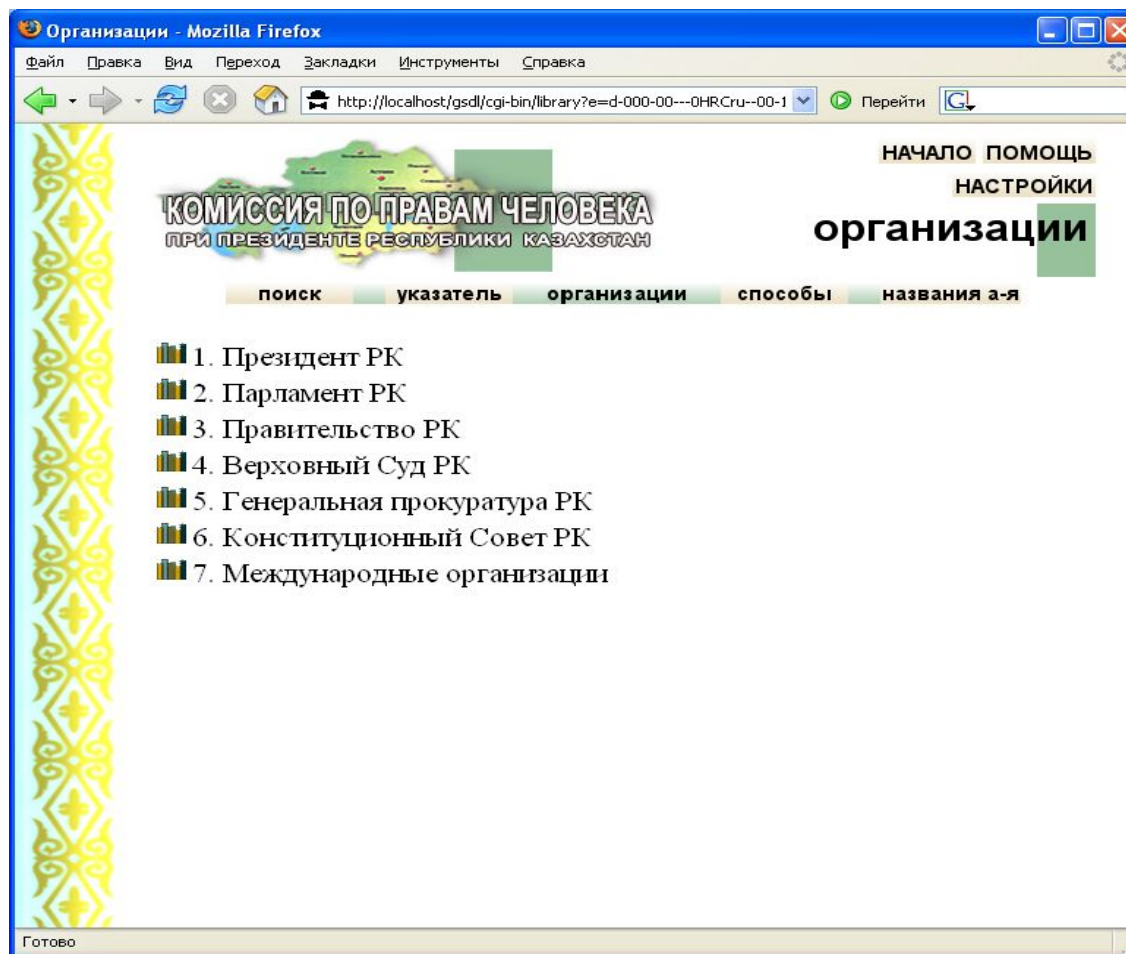 Организации - Mozilla Firefox
Файл Правка Вид Переход Закладки Инструменты Справка
http://localhost/gsdl/cgi-bin/library?e=d-000-00---0HRCru--00-1 Перейти G
НАЧАЛО ПОМОЩЬ
НАСТРОЙКИ
КОМИССИЯ ПО ПРАВАМ ЧЕЛОВЕКА
ПРИ ПРЕЗИДЕНТЕ РЕСПУБЛИКИ КАЗАХСТАН
организации
поиск указатель организации способы названия а-я
1. Президент РК
2. Парламент РК
3. Правительство РК
4. Верховный Суд РК
5. Генеральная прокуратура РК
6. Конституционный Совет РК
7. Международные организации
Готово